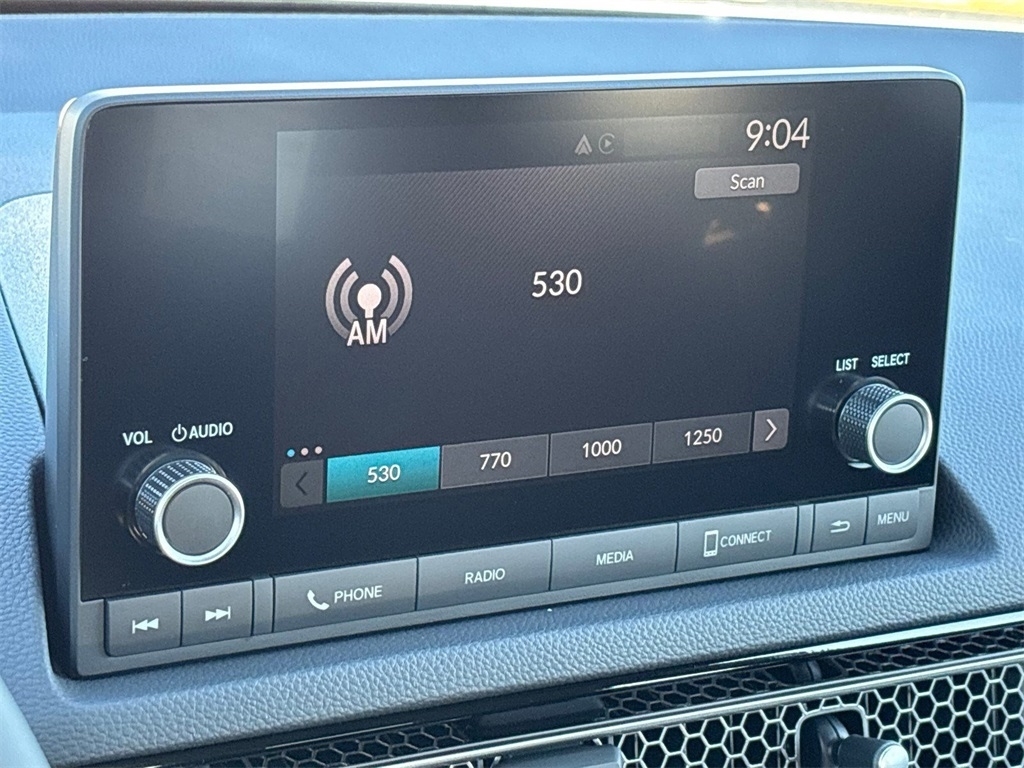 9:04
Scan
530
AM
LIST SELECT
VOL AUDIO
530 770 1000 1250
PHONE RADIO MEDIA CONNECT MENU